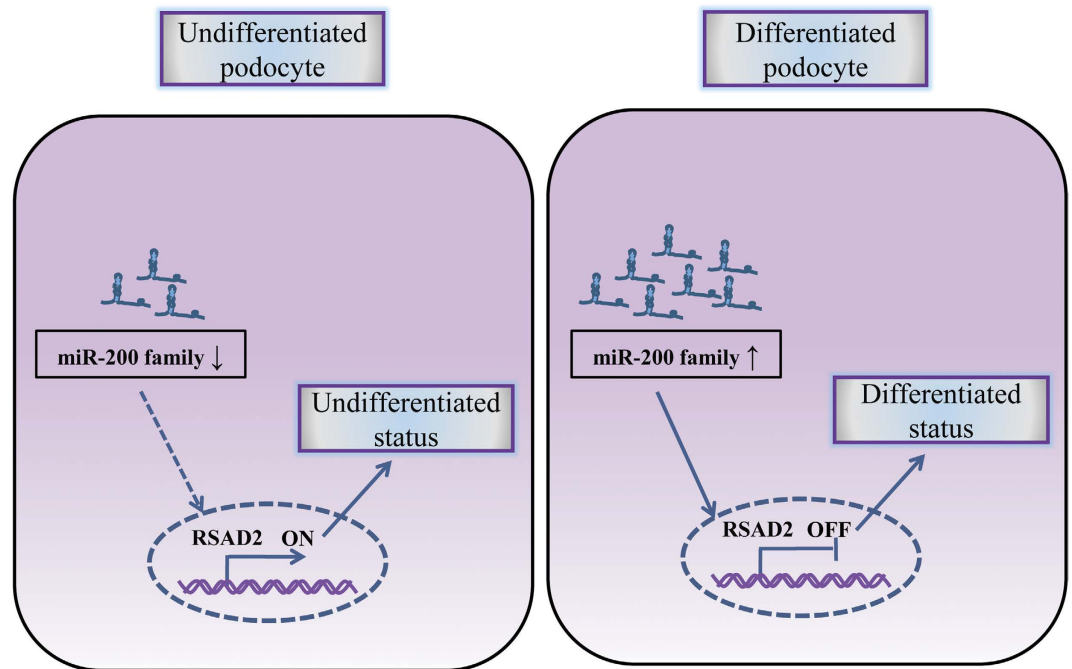 Undifferentiated
podocyte
miR-200 family ↓
Undifferentiated
status
RSAD2 ON
Differentiated
podocyte
miR-200 family ↑
Differentiated
status
RSAD2 OFF